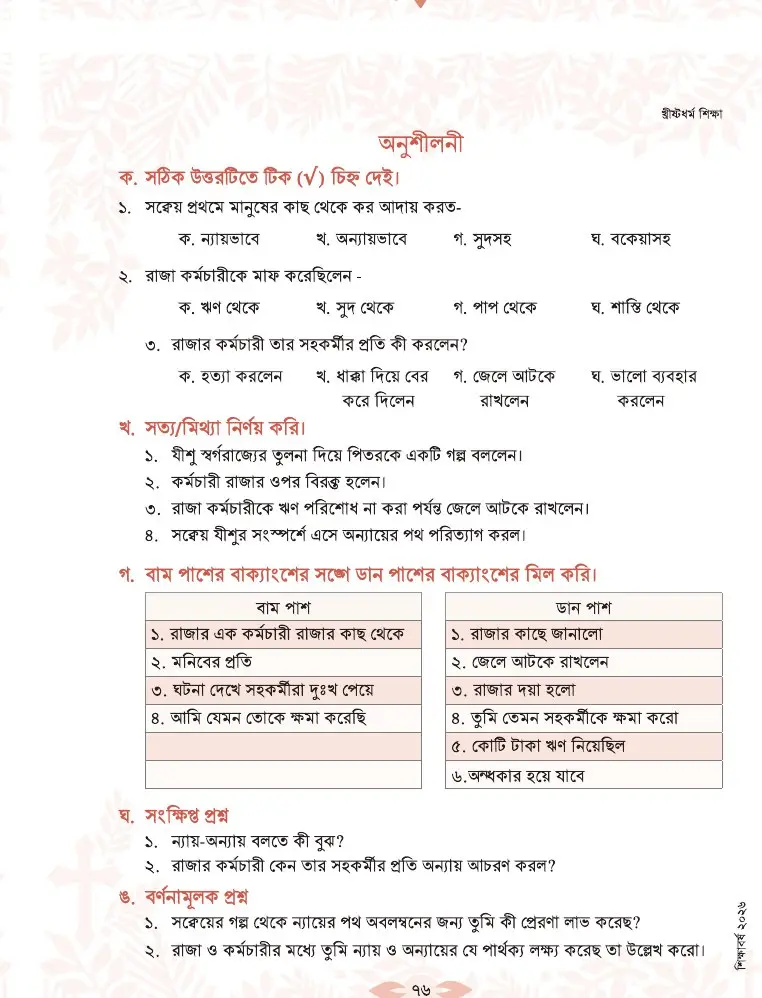 খ্রীষ্টধর্ম শিক্ষা
অনুশীলনী
ক. সঠিক উত্তরটিতে টিক (√) চিহ্ন দেই।
১. সক্কেয় প্রথমে মানুষের কাছ থেকে কর আদায় করত-
ক. ন্যায়ভাবে খ. অন্যায়ভাবে গ. সুদসহ ঘ. বকেয়াসহ
২. রাজা কর্মচারীকে মাফ করেছিলেন -
ক. ঋণ থেকে খ. সুদ থেকে গ. পাপ থেকে ঘ. শাস্তি থেকে
৩. রাজার কর্মচারী তার সহকর্মীর প্রতি কী করলেন?
ক. হত্যা করলেন খ. ধাক্কা দিয়ে বের গ. জেলে আটকে ঘ. ভালো ব্যবহার
করে দিলেন রাখলেন করলেন
খ. সত্য/মিথ্যা নির্ণয় করি।
১. যীশু স্বর্গরাজ্যের তুলনা দিয়ে পিতরকে একটি গল্প বললেন।
২. কর্মচারী রাজার ওপর বিরক্ত হলেন।
৩. রাজা কর্মচারীকে ঋণ পরিশোধ না করা পর্যন্ত জেলে আটকে রাখলেন।
৪. সক্কেয় যীশুর সংস্পর্শে এসে অন্যায়ের পথ পরিত্যাগ করল।
গ. বাম পাশের বাক্যাংশের সঙ্গে ডান পাশের বাক্যাংশের মিল করি।
বাম পাশ ডান পাশ
১. রাজার এক কর্মচারী রাজার কাছ থেকে ১. রাজার কাছে জানালো
২. মনিবের প্রতি ২. জেলে আটকে রাখলেন
৩. ঘটনা দেখে সহকর্মীরা দুঃখ পেয়ে ৩. রাজার দয়া হলো
৪. আমি যেমন তোকে ক্ষমা করেছি ৪. তুমি তেমন সহকর্মীকে ক্ষমা করো
৫. কোটি টাকা ঋণ নিয়েছিল
৬.অন্ধকার হয়ে যাবে
ঘ. সংক্ষিপ্ত প্রশ্ন
১. ন্যায়-অন্যায় বলতে কী বুঝ?
২. রাজার কর্মচারী কেন তার সহকর্মীর প্রতি অন্যায় আচরণ করল?
ঙ. বর্ণনামূলক প্রশ্ন
১. সক্কেয়ের গল্প থেকে ন্যায়ের পথ অবলম্বনের জন্য তুমি কী প্রেরণা লাভ করেছ?
২. রাজা ও কর্মচারীর মধ্যে তুমি ন্যায় ও অন্যায়ের যে পার্থক্য লক্ষ্য করেছ তা উল্লেখ করো।
শিক্ষাবর্ষ ২০২৬
৭৬